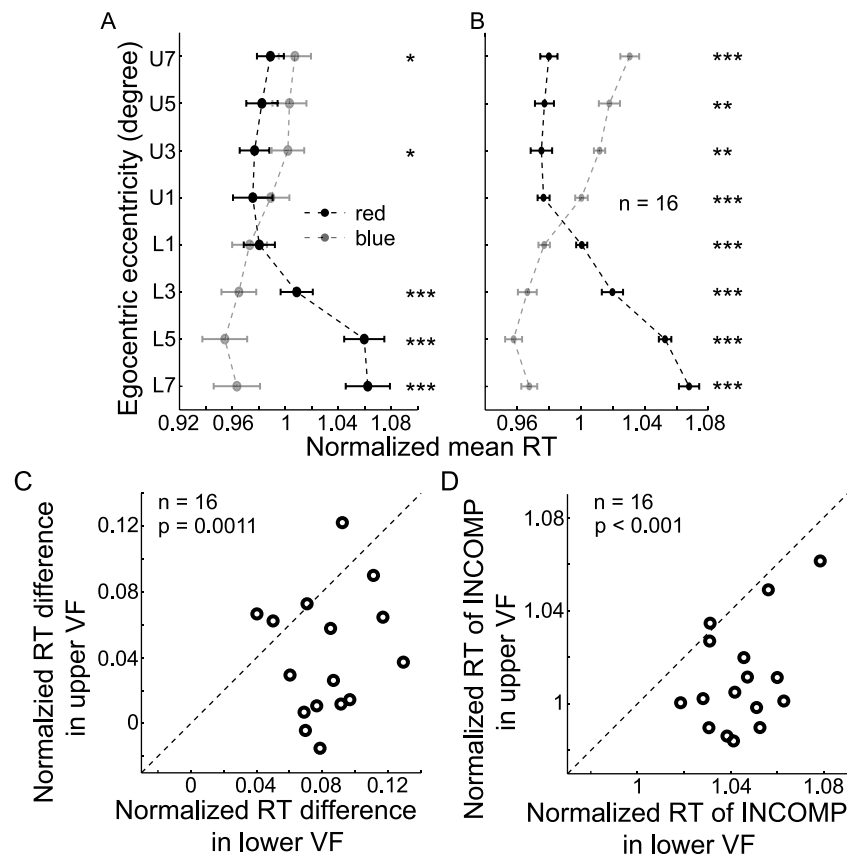 A
B
Egocentric eccentricity (degree)
U7
U5
U3
U1
L1
L3
L5
L7
*
*
***
***
***
red
blue
0.92
0.96
1
1.04
1.08
***
**
**
***
***
***
***
***
n = 16
0.96
1
1.04
1.08
Normalized mean RT
C
n = 16
p = 0.0011
Normalzied RT difference
in upper VF
0.12
0.08
0.04
0
0
0.04
0.08
0.12
Normalized RT difference
in lower VF
D
n = 16
p < 0.001
Normalized RT of INCOMP
in upper VF
1.08
1.04
1
1
1.04
1.08
Normalized RT of INCOMP
in lower VF